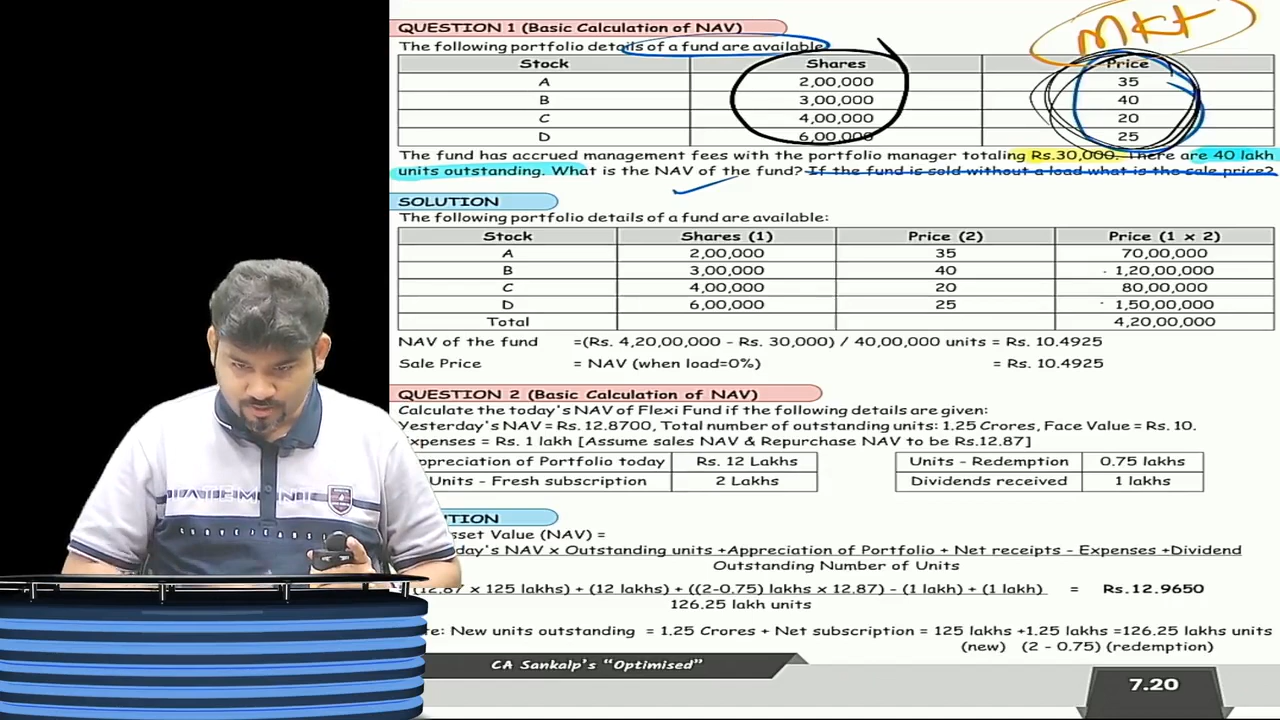 MKt
QUESTION 1 (Basic Calculation of NAV)
The following portfolio details of a fund are available
Stock Shares Price
A 2,00,000 35
B 3,00,000 40
C 4,00,000 20
D 6,00,000 25
The fund has accrued management fees with the portfolio manager totaling Rs.30,000. There are 40 lakh
units outstanding. What is the NAV of the fund? If the fund is sold without a load what is the sale price?
SOLUTION
The following portfolio details of a fund are available:
Stock Shares (1) Price (2) Price (1 x 2)
A 2,00,000 35 70,00,000
B 3,00,000 40 1,20,00,000
C 4,00,000 20 80,00,000
D 6,00,000 25 1,50,00,000
Total 4,20,00,000
NAV of the fund =(Rs. 4,20,00,000 - Rs. 30,000) / 40,00,000 units = Rs. 10.4925
Sale Price = NAV (when load=0%) = Rs. 10.4925
QUESTION 2 (Basic Calculation of NAV)
Calculate the today's NAV of Flexi Fund if the following details are given:
Yesterday's NAV = Rs. 12.8700, Total number of outstanding units: 1.25 Crores, Face Value = Rs. 10.
Expenses = Rs. 1 lakh [Assume sales NAV & Repurchase NAV to be Rs.12.87]
ppreciation of Portfolio today Rs. 12 Lakhs Units - Redemption 0.75 lakhs
Units - Fresh subscription 2 Lakhs Dividends received 1 lakhs
TION
sset Value (NAV) =
day's NAV x Outstanding units +Appreciation of Portfolio + Net receipts - Expenses +Dividend
Outstanding Number of Units
(12.87 x 125 lakhs) + (12 lakhs) + ((2-0.75) lakhs x 12.87) - (1 lakh) + (1 lakh) = Rs.12.9650
126.25 lakh units
te: New units outstanding = 1.25 Crores + Net subscription = 125 lakhs +1.25 lakhs =126.25 lakhs units
(new) (2 - 0.75) (redemption)
CA Sankalp's "Optimised"
7.20